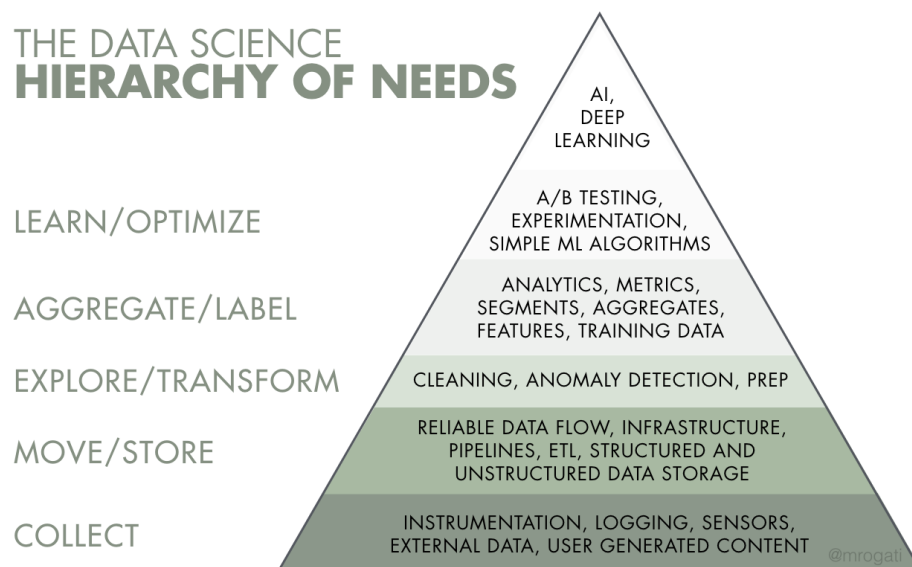 THE DATA SCIENCE
HIERARCHY OF NEEDS
AI,
DEEP
LEARNING
LEARN/OPTIMIZE
A/B TESTING,
EXPERIMENTATION,
SIMPLE ML ALGORITHMS
AGGREGATE/LABEL
ANALYTICS, METRICS,
SEGMENTS, AGGREGATES,
FEATURES, TRAINING DATA
EXPLORE/TRANSFORM
CLEANING, ANOMALY DETECTION, PREP
MOVE/STORE
RELIABLE DATA FLOW, INFRASTRUCTURE,
PIPELINES, ETL, STRUCTURED AND
UNSTRUCTURED DATA STORAGE
COLLECT
INSTRUMENTATION, LOGGING, SENSORS,
EXTERNAL DATA, USER GENERATED CONTENT
@mrogati